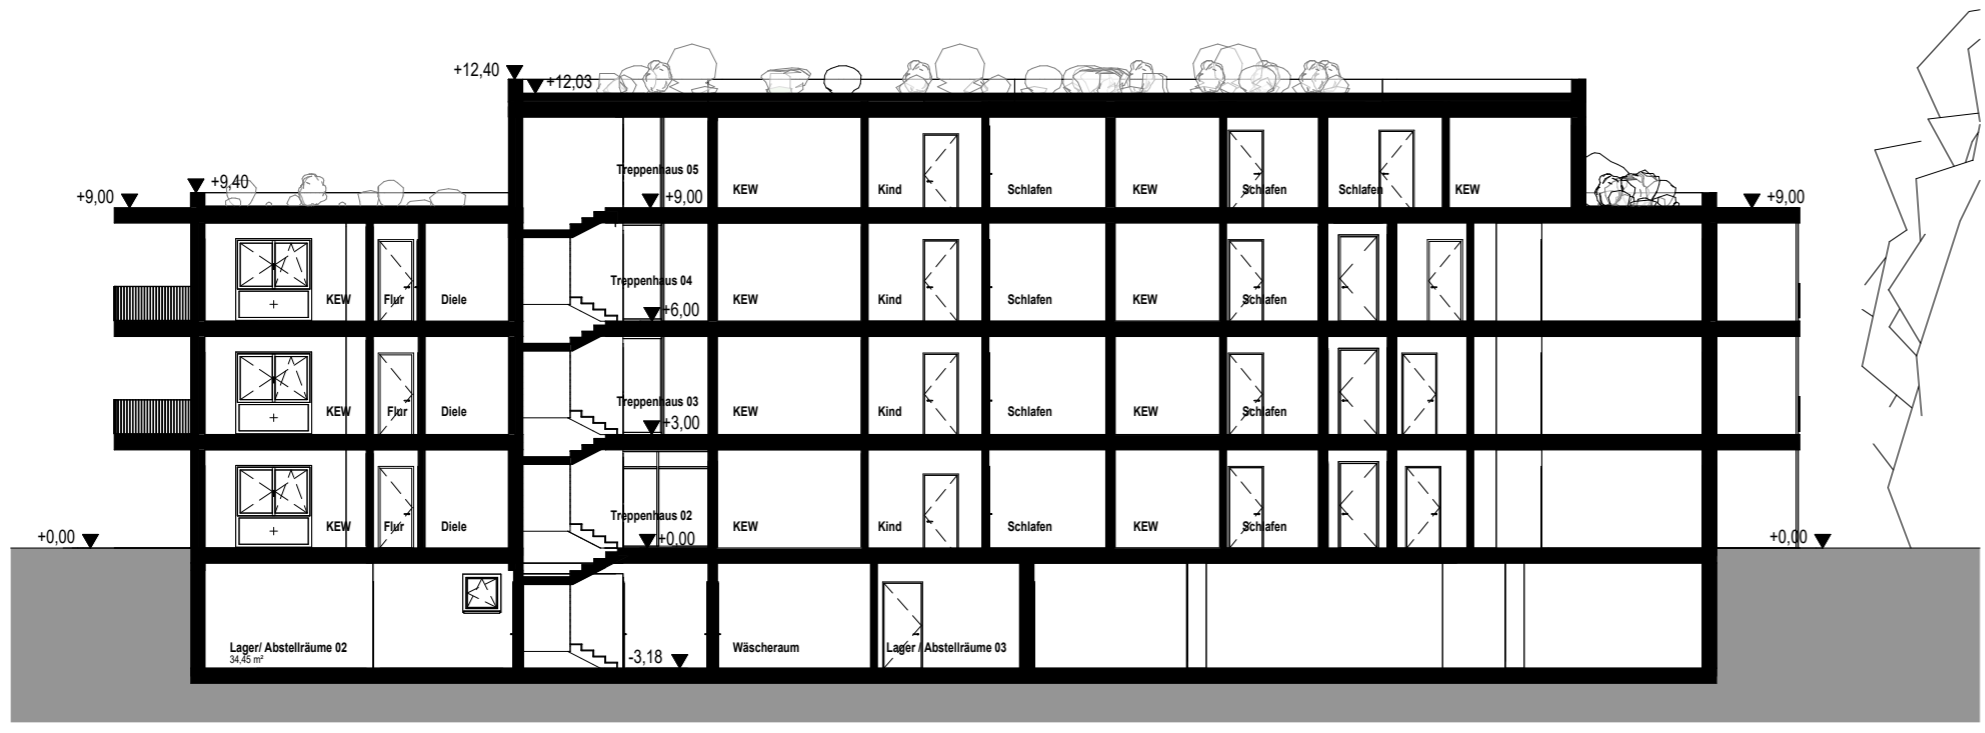 +12,40
+12,03
+9,40
+9,00
Treppenhaus 05
KEW
Kind
Schlafen
KEW
Schlafen
Schlafen
KEW
+9,00
+9,00
KEW
Flur
Diele
Treppenhaus 04
KEW
Kind
Schlafen
KEW
Schlafen
+6,00
KEW
Flur
Diele
Treppenhaus 03
KEW
Kind
Schlafen
KEW
Schlafen
+3,00
KEW
Flur
Diele
Treppenhaus 02
KEW
Kind
Schlafen
KEW
Schlafen
+0,00
+0,00
+0,00
Lager/ Abstellräume 02
34,45 m²
-3,18
Wäscheraum
Lager / Abstellräume 03